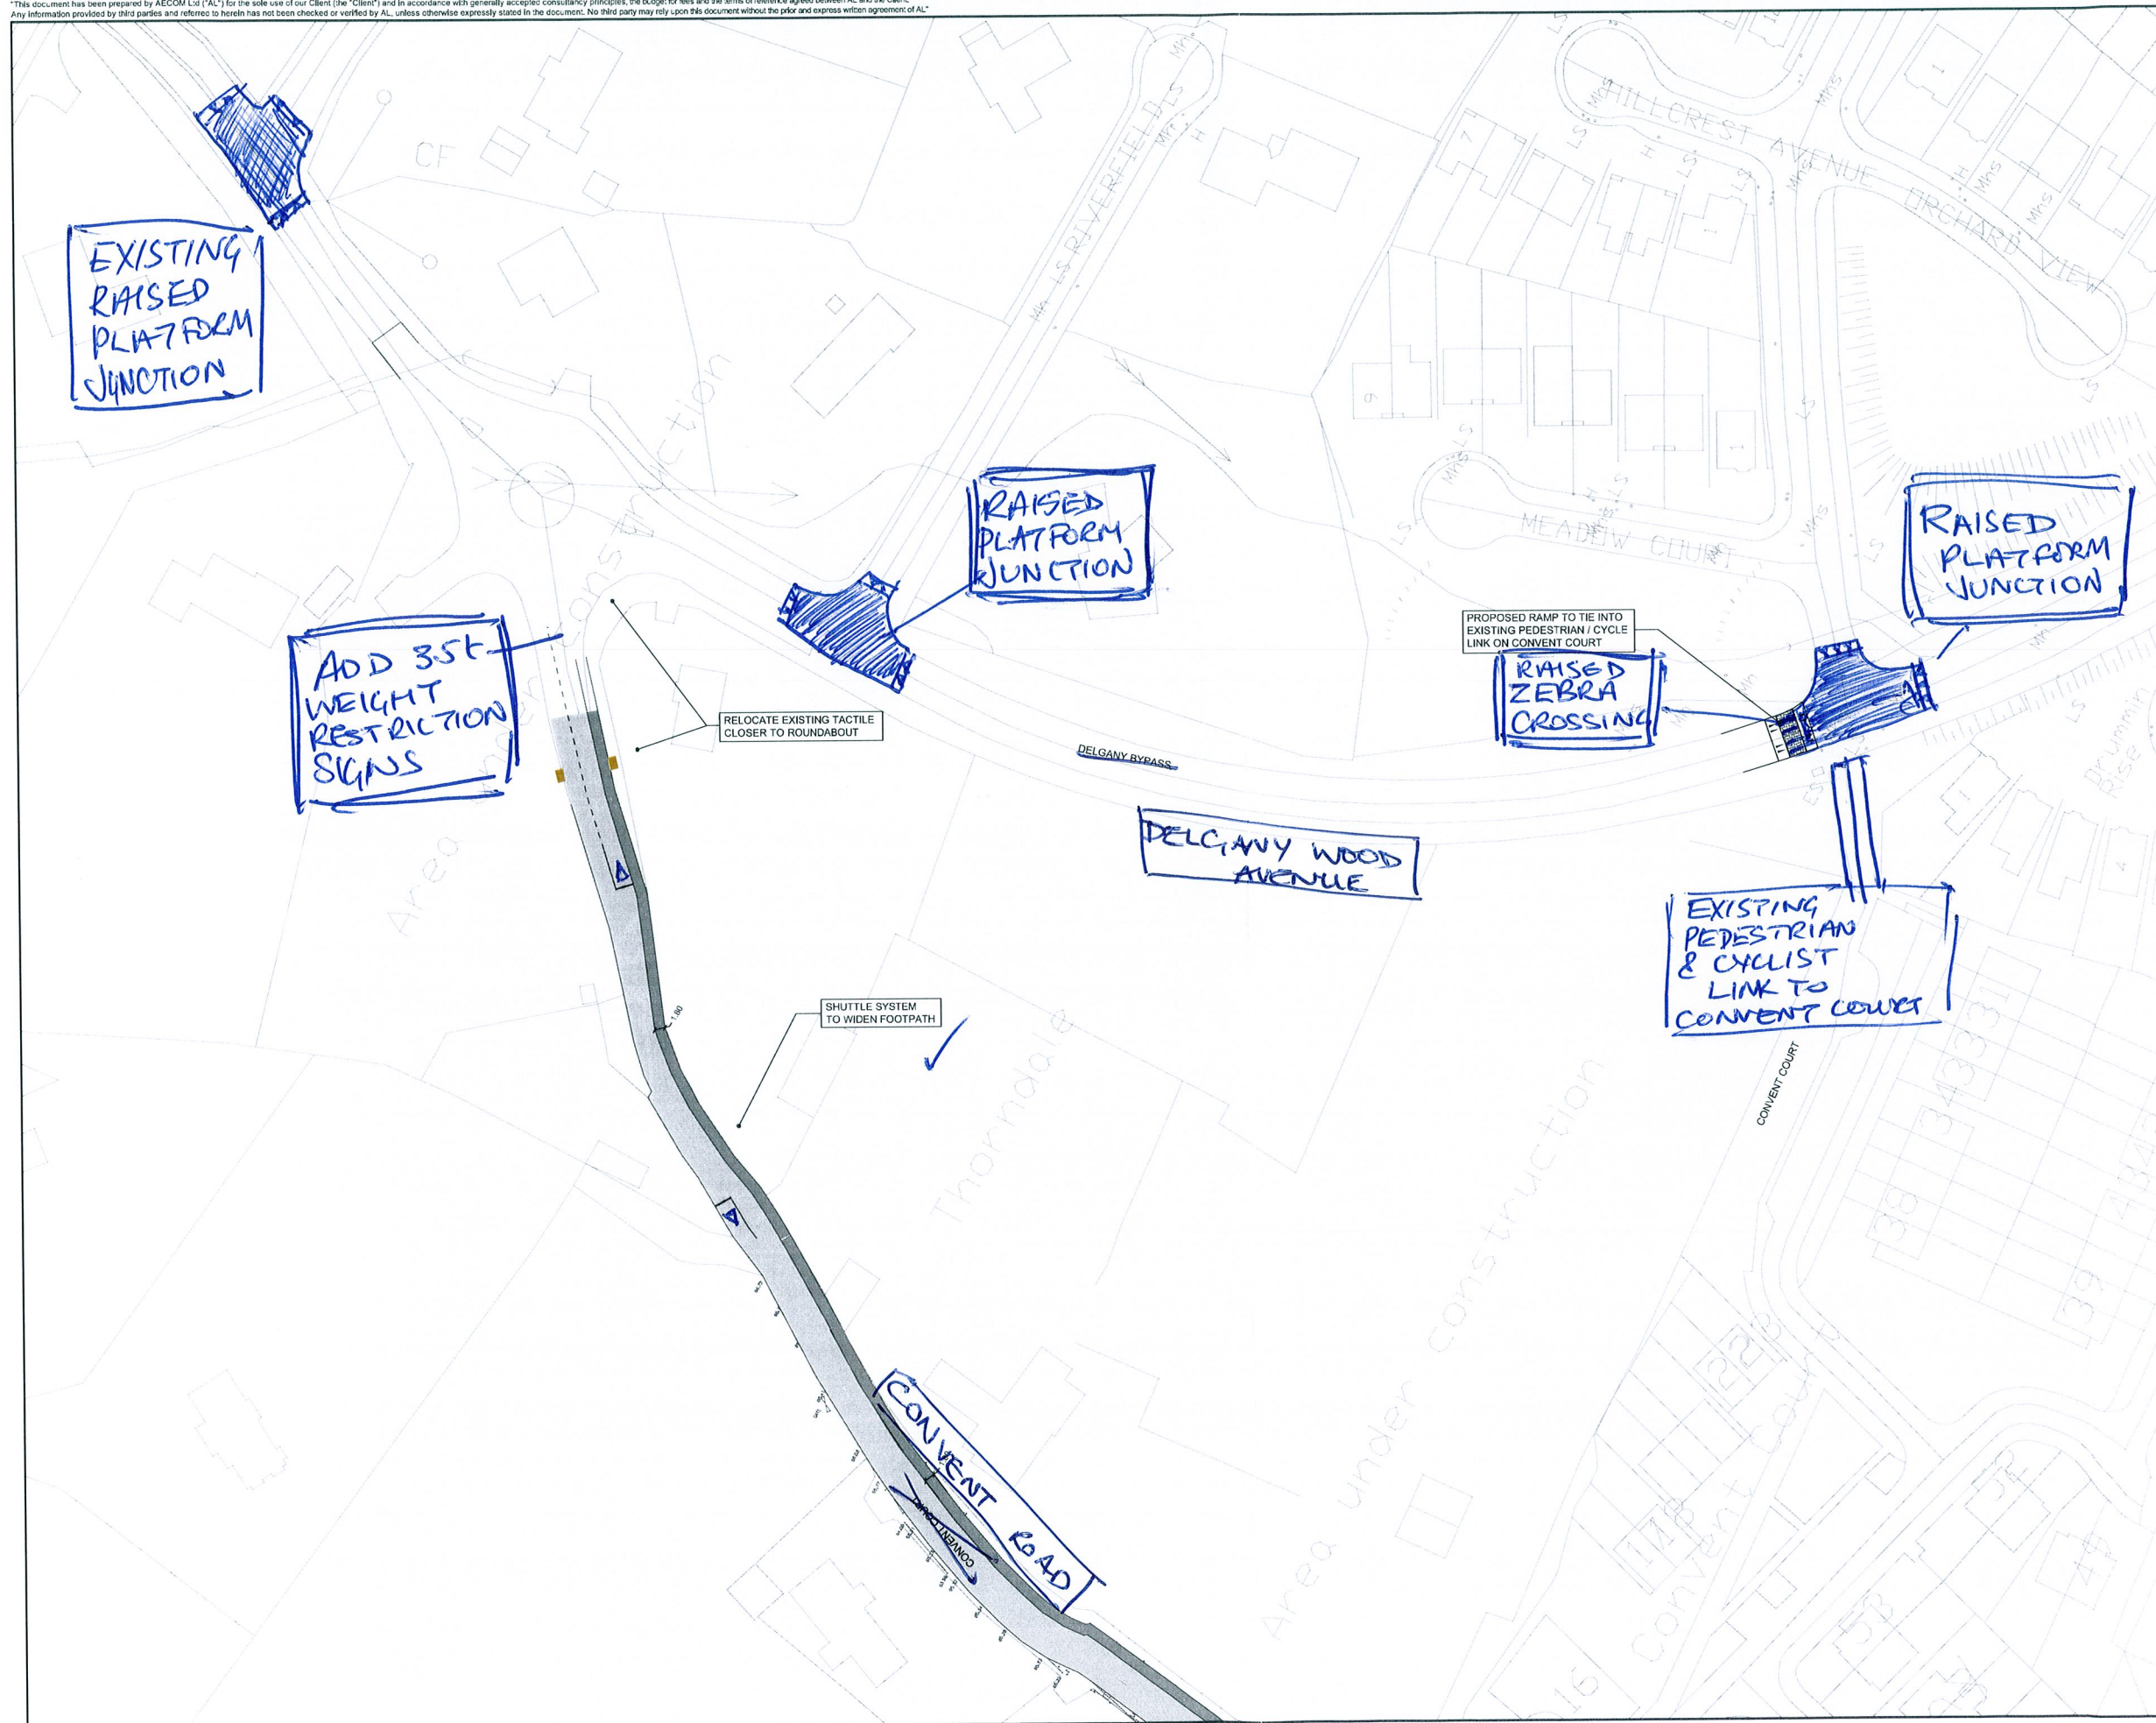 "This document has been prepared by AECOM Ltd ("AL") for the sole use of our Client (the "Client") and in accordance with generally accepted consultancy principles, the budget for fees and the terms of reference agreed between AL and the Client.
Any information provided by third parties and referred to herein has not been checked or verified by AL, unless otherwise expressly stated in the document. No third party may rely upon this document without the prior and express written agreement of AL"
EXISTING
RAISED
PLATFORM
JUNCTION
CF
RIVERFIELD
HILLCREST AVENUE
ORCHARD VIEW
MEADOW COURT
RAISED
PLATFORM
JUNCTION
RAISED
PLATFORM
JUNCTION
PROPOSED RAMP TO TIE INTO
EXISTING PEDESTRIAN / CYCLE
LINK ON CONVENT COURT
RAISED
ZEBRA
CROSSING
ADD 3.5t
WEIGHT
RESTRICTION
SIGNS
RELOCATE EXISTING TACTILE
CLOSER TO ROUNDABOUT
DELGANY BYPASS
DELGANY WOOD
AVENUE
EXISTING
PEDESTRIAN
& CYCLIST
LINK TO
CONVENT COURT
SHUTTLE SYSTEM
TO WIDEN FOOTPATH
1.80
Thorndale
CONVENT COURT
Area under construction
Convent Court
CONVENT ROAD
CONVENT COURT